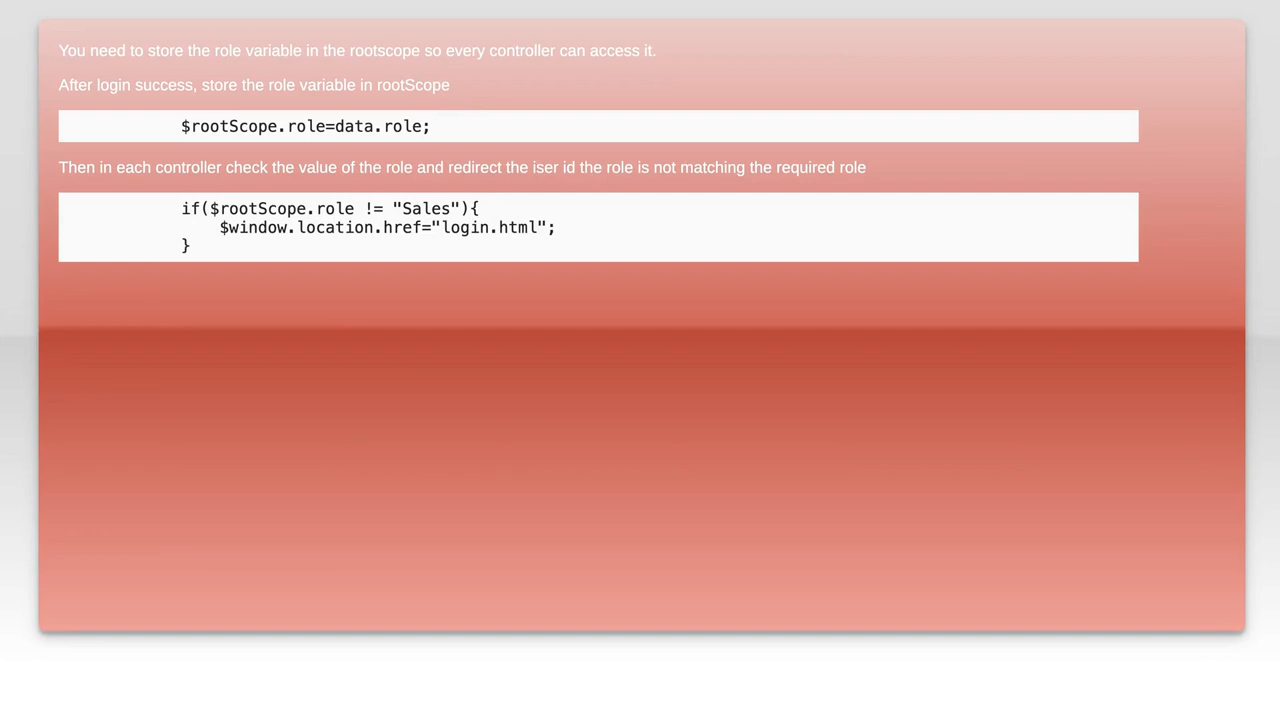 You need to store the role variable in the rootscope so every controller can access it.
After login success, store the role variable in rootScope
$rootScope.role=data.role;
Then in each controller check the value of the role and redirect the iser id the role is not matching the required role
if($rootScope.role != "Sales"){
$window.location.href="login.html";
}